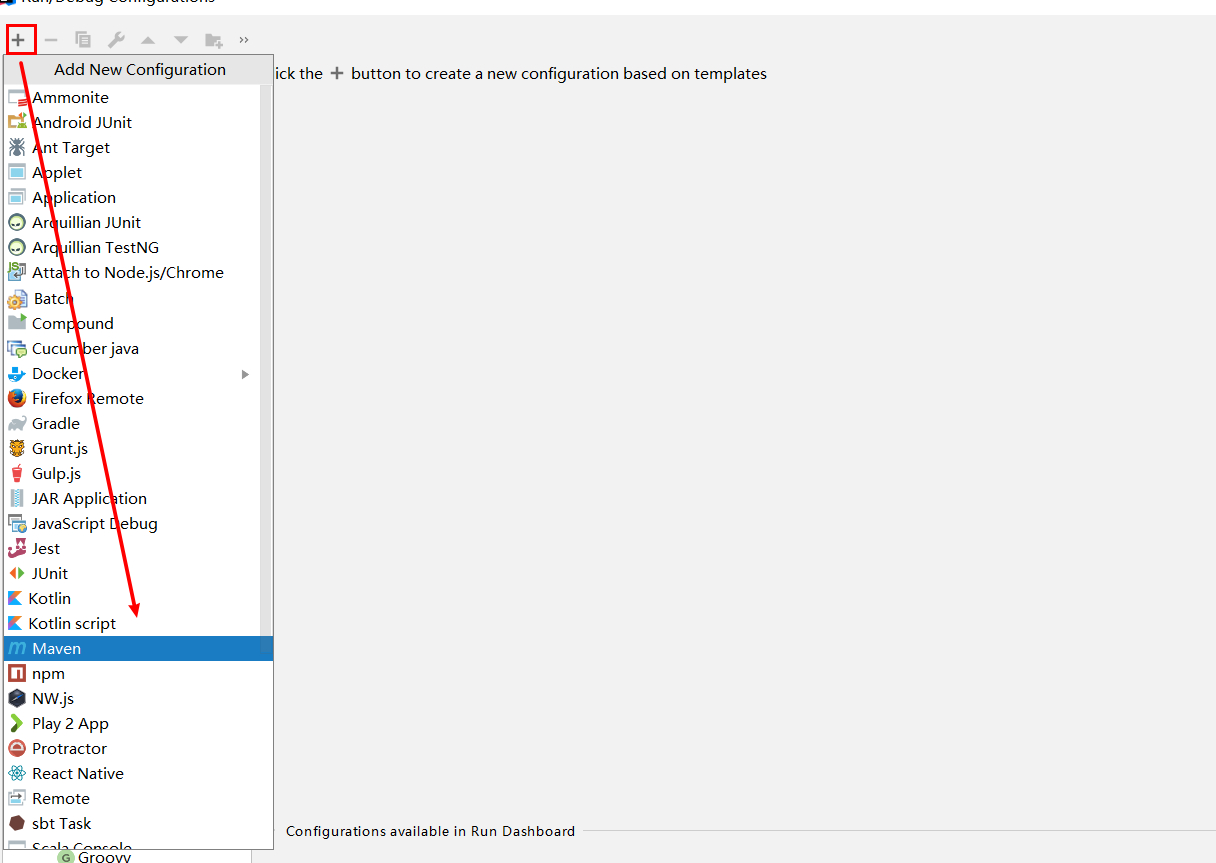 Run/Debug Configurations
Add New Configuration
ick the + button to create a new configuration based on templates
Ammonite
Android JUnit
Ant Target
Applet
Application
Arquillian JUnit
Arquillian TestNG
Attach to Node.js/Chrome
Batch
Compound
Cucumber java
Docker
Firefox Remote
Gradle
Grunt.js
Gulp.js
JAR Application
JavaScript Debug
Jest
JUnit
Kotlin
Kotlin script
Maven
npm
NW.js
Play 2 App
Protractor
React Native
Remote
sbt Task
Configurations available in Run Dashboard
Scala Console
Groovy